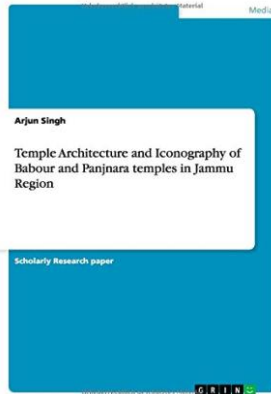 Media
Arjun Singh
Temple Architecture and Iconography of
Babour and Panjnara temples in Jammu
Region
Scholarly Research paper
GRIN